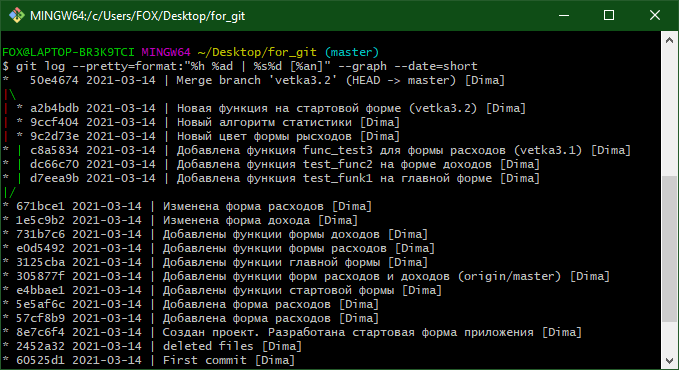 MINGW64:/c/Users/FOX/Desktop/for_git
FOX@LAPTOP-BR3K9TCI MINGW64 ~/Desktop/for_git (master)
$ git log --pretty=format:"%h %ad | %s%d [%an]" --graph --date=short
*   50e4674 2021-03-14 | Merge branch 'vetka3.2' (HEAD -> master) [Dima]
|\
| * a2b4bdb 2021-03-14 | Новая функция на стартовой форме (vetka3.2) [Dima]
| * 9ccf404 2021-03-14 | Новый алгоритм статистики [Dima]
| * 9c2d73e 2021-03-14 | Новый цвет формы рысходов [Dima]
* | c8a5834 2021-03-14 | Добавлена функция func_test3 для формы расходов (vetka3.1) [Dima]
* | dc66c70 2021-03-14 | Добавлена функция test_func2 на форме доходов [Dima]
* | d7eea9b 2021-03-14 | Добавлена функция test_funk1 на главной форме [Dima]
|/
* 671bce1 2021-03-14 | Изменена форма расходов [Dima]
* 1e5c9b2 2021-03-14 | Изменена форма дохода [Dima]
* 731b7c6 2021-03-14 | Добавлены функции формы доходов [Dima]
* e0d5492 2021-03-14 | Добавлены функции формы расходов [Dima]
* 3125cba 2021-03-14 | Добавлены функции главной формы [Dima]
* 305877f 2021-03-14 | Добавлены функции форм расходов и доходов (origin/master) [Dima]
* e4bbae1 2021-03-14 | Добавлены функции стартовой формы [Dima]
* 5e5af6c 2021-03-14 | Добавлена форма расходов [Dima]
* 57cf8b9 2021-03-14 | Добавлена форма расходов [Dima]
* 8e7c6f4 2021-03-14 | Создан проект. Разработана стартовая форма приложения [Dima]
* 2452a32 2021-03-14 | deleted files [Dima]
* 60525d1 2021-03-14 | First commit [Dima]